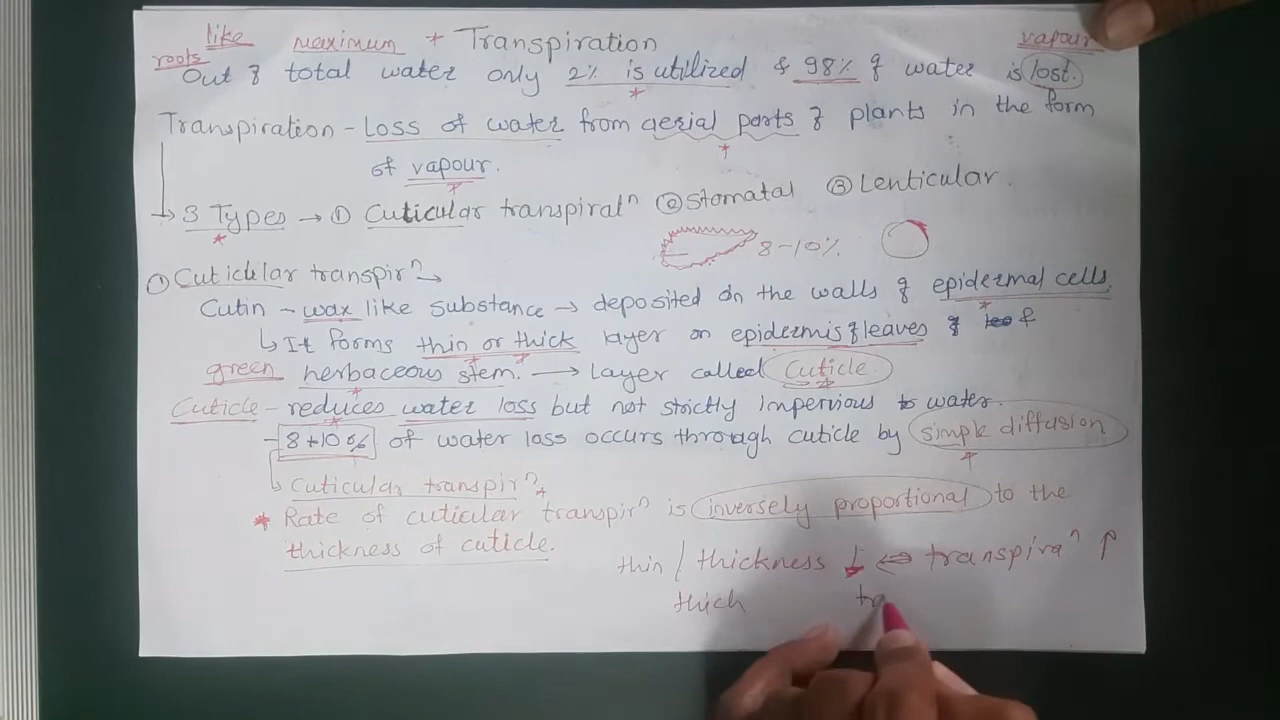 like maximum * Transpiration vapour
roots
Out of total water only 2% is utilized & 98% of water is lost.
Transpiration - Loss of water from aerial parts of plants in the form
of vapour.
3 Types → ① Cuticular transpiratⁿ ② Stomatal ③ Lenticular.
8-10%
① Cuticular transpirⁿ →
Cutin - wax like substance → deposited on the walls of epidermal cells.
↳ It forms thin or thick layer on epidermis of leaves &
green herbaceous stem. → Layer called Cuticle.
Cuticle - reduces water loss but not strictly impervious to water.
- 8 to 10% of water loss occurs through cuticle by simple diffusion
↳ Cuticular transpirⁿ
* Rate of cuticular transpirⁿ is inversely proportional to the
thickness of cuticle.
thin / thickness ↓ ⇔ transpiraⁿ ↑
thick tra